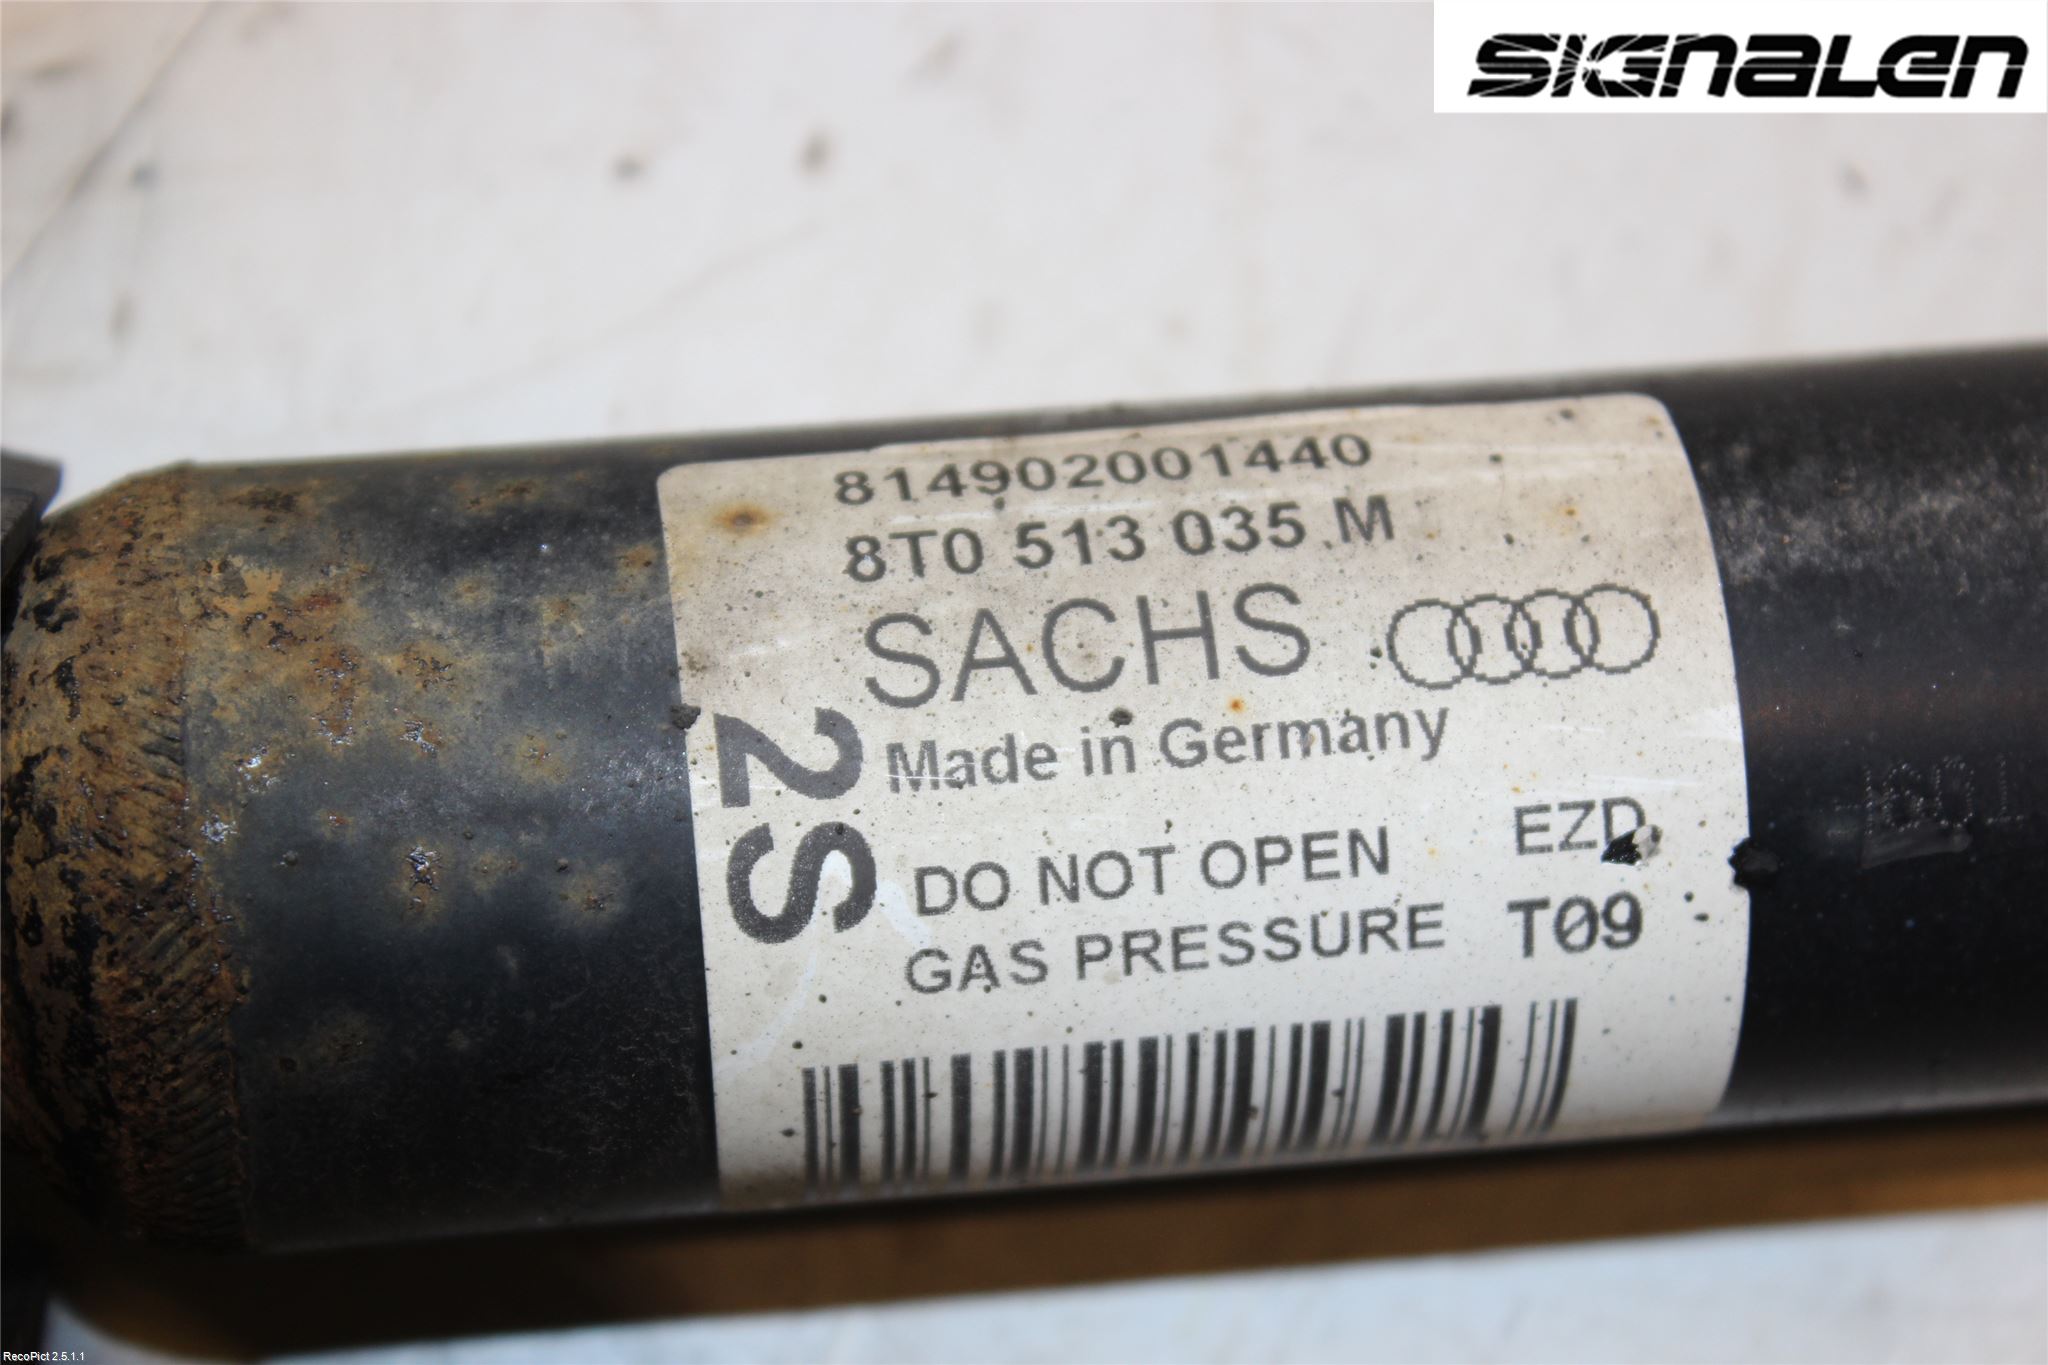 SIGNALEN
814902001440
8T0 513 035 M
SACHS
Made in Germany
2S
DO NOT OPEN
GAS PRESSURE
EZD
T09
RecoPict 2.5.1.1